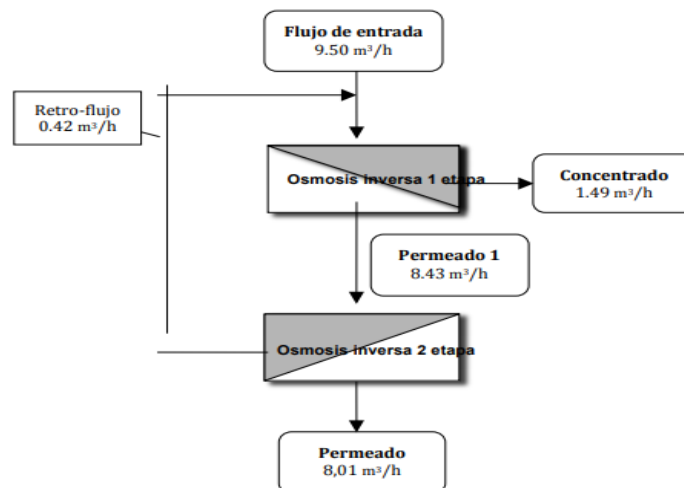 Flujo de entrada
9.50 m³/h
Retro-flujo
0.42 m³/h
Osmosis inversa 1 etapa
Concentrado
1.49 m³/h
Permeado 1
8.43 m³/h
Osmosis inversa 2 etapa
Permeado
8,01 m³/h